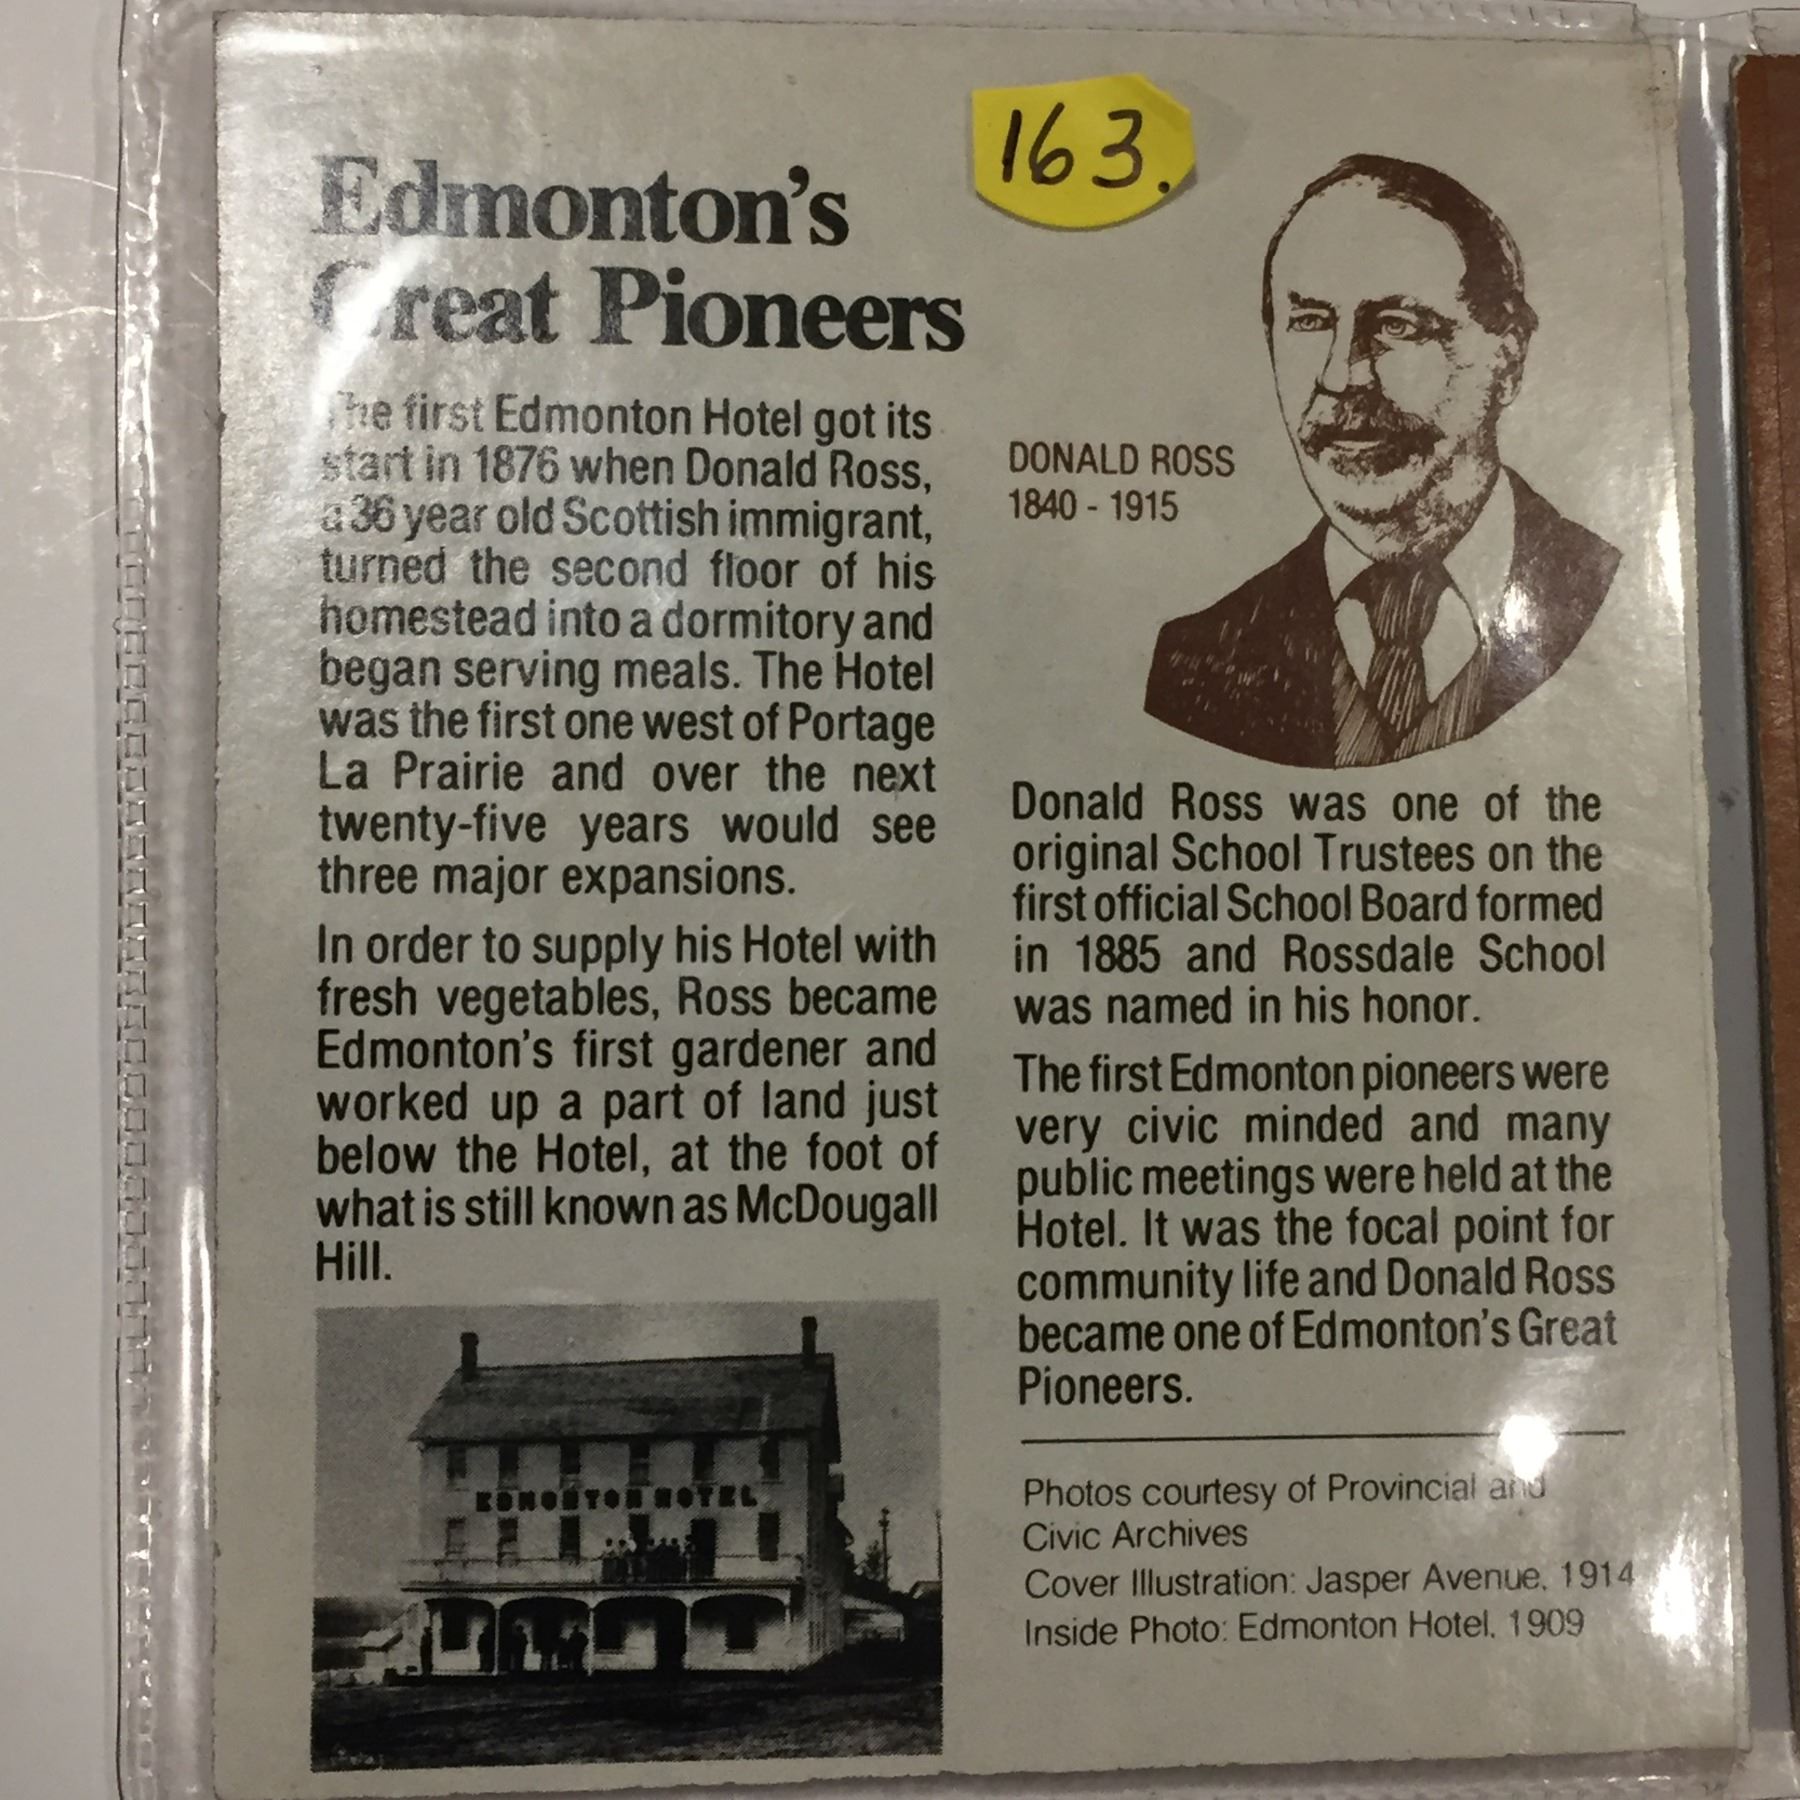 163.
Edmonton's
Great Pioneers
The first Edmonton Hotel got its
start in 1876 when Donald Ross,
a 36 year old Scottish immigrant,
turned the second floor of his
homestead into a dormitory and
began serving meals. The Hotel
was the first one west of Portage
La Prairie and over the next
twenty-five years would see
three major expansions.
In order to supply his Hotel with
fresh vegetables, Ross became
Edmonton's first gardener and
worked up a part of land just
below the Hotel, at the foot of
what is still known as McDougall
Hill.
EDMONTON HOTEL
DONALD ROSS
1840 - 1915
Donald Ross was one of the
original School Trustees on the
first official School Board formed
in 1885 and Rossdale School
was named in his honor.
The first Edmonton pioneers were
very civic minded and many
public meetings were held at the
Hotel. It was the focal point for
community life and Donald Ross
became one of Edmonton's Great
Pioneers.
Photos courtesy of Provincial and
Civic Archives
Cover Illustration: Jasper Avenue, 1914
Inside Photo: Edmonton Hotel, 1909